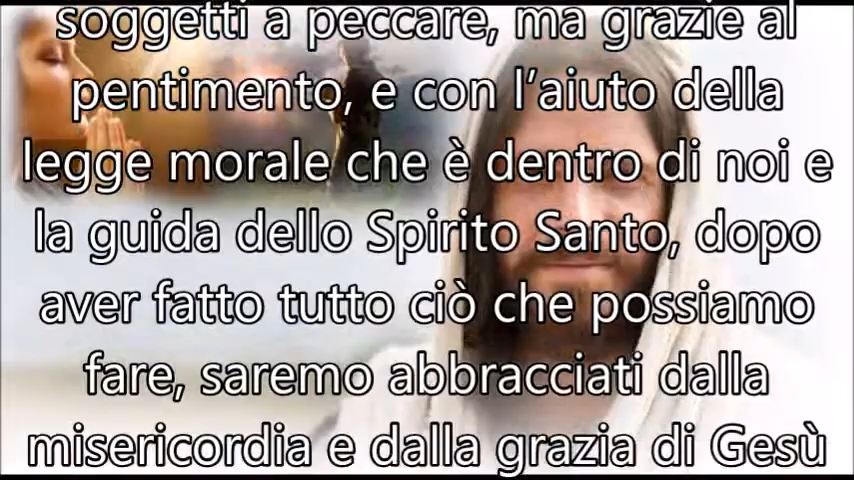 soggetti a peccare, ma grazie al
pentimento, e con l’aiuto della
legge morale che è dentro di noi e
la guida dello Spirito Santo, dopo
aver fatto tutto ciò che possiamo
fare, saremo abbracciati dalla
misericordia e dalla grazia di Gesù